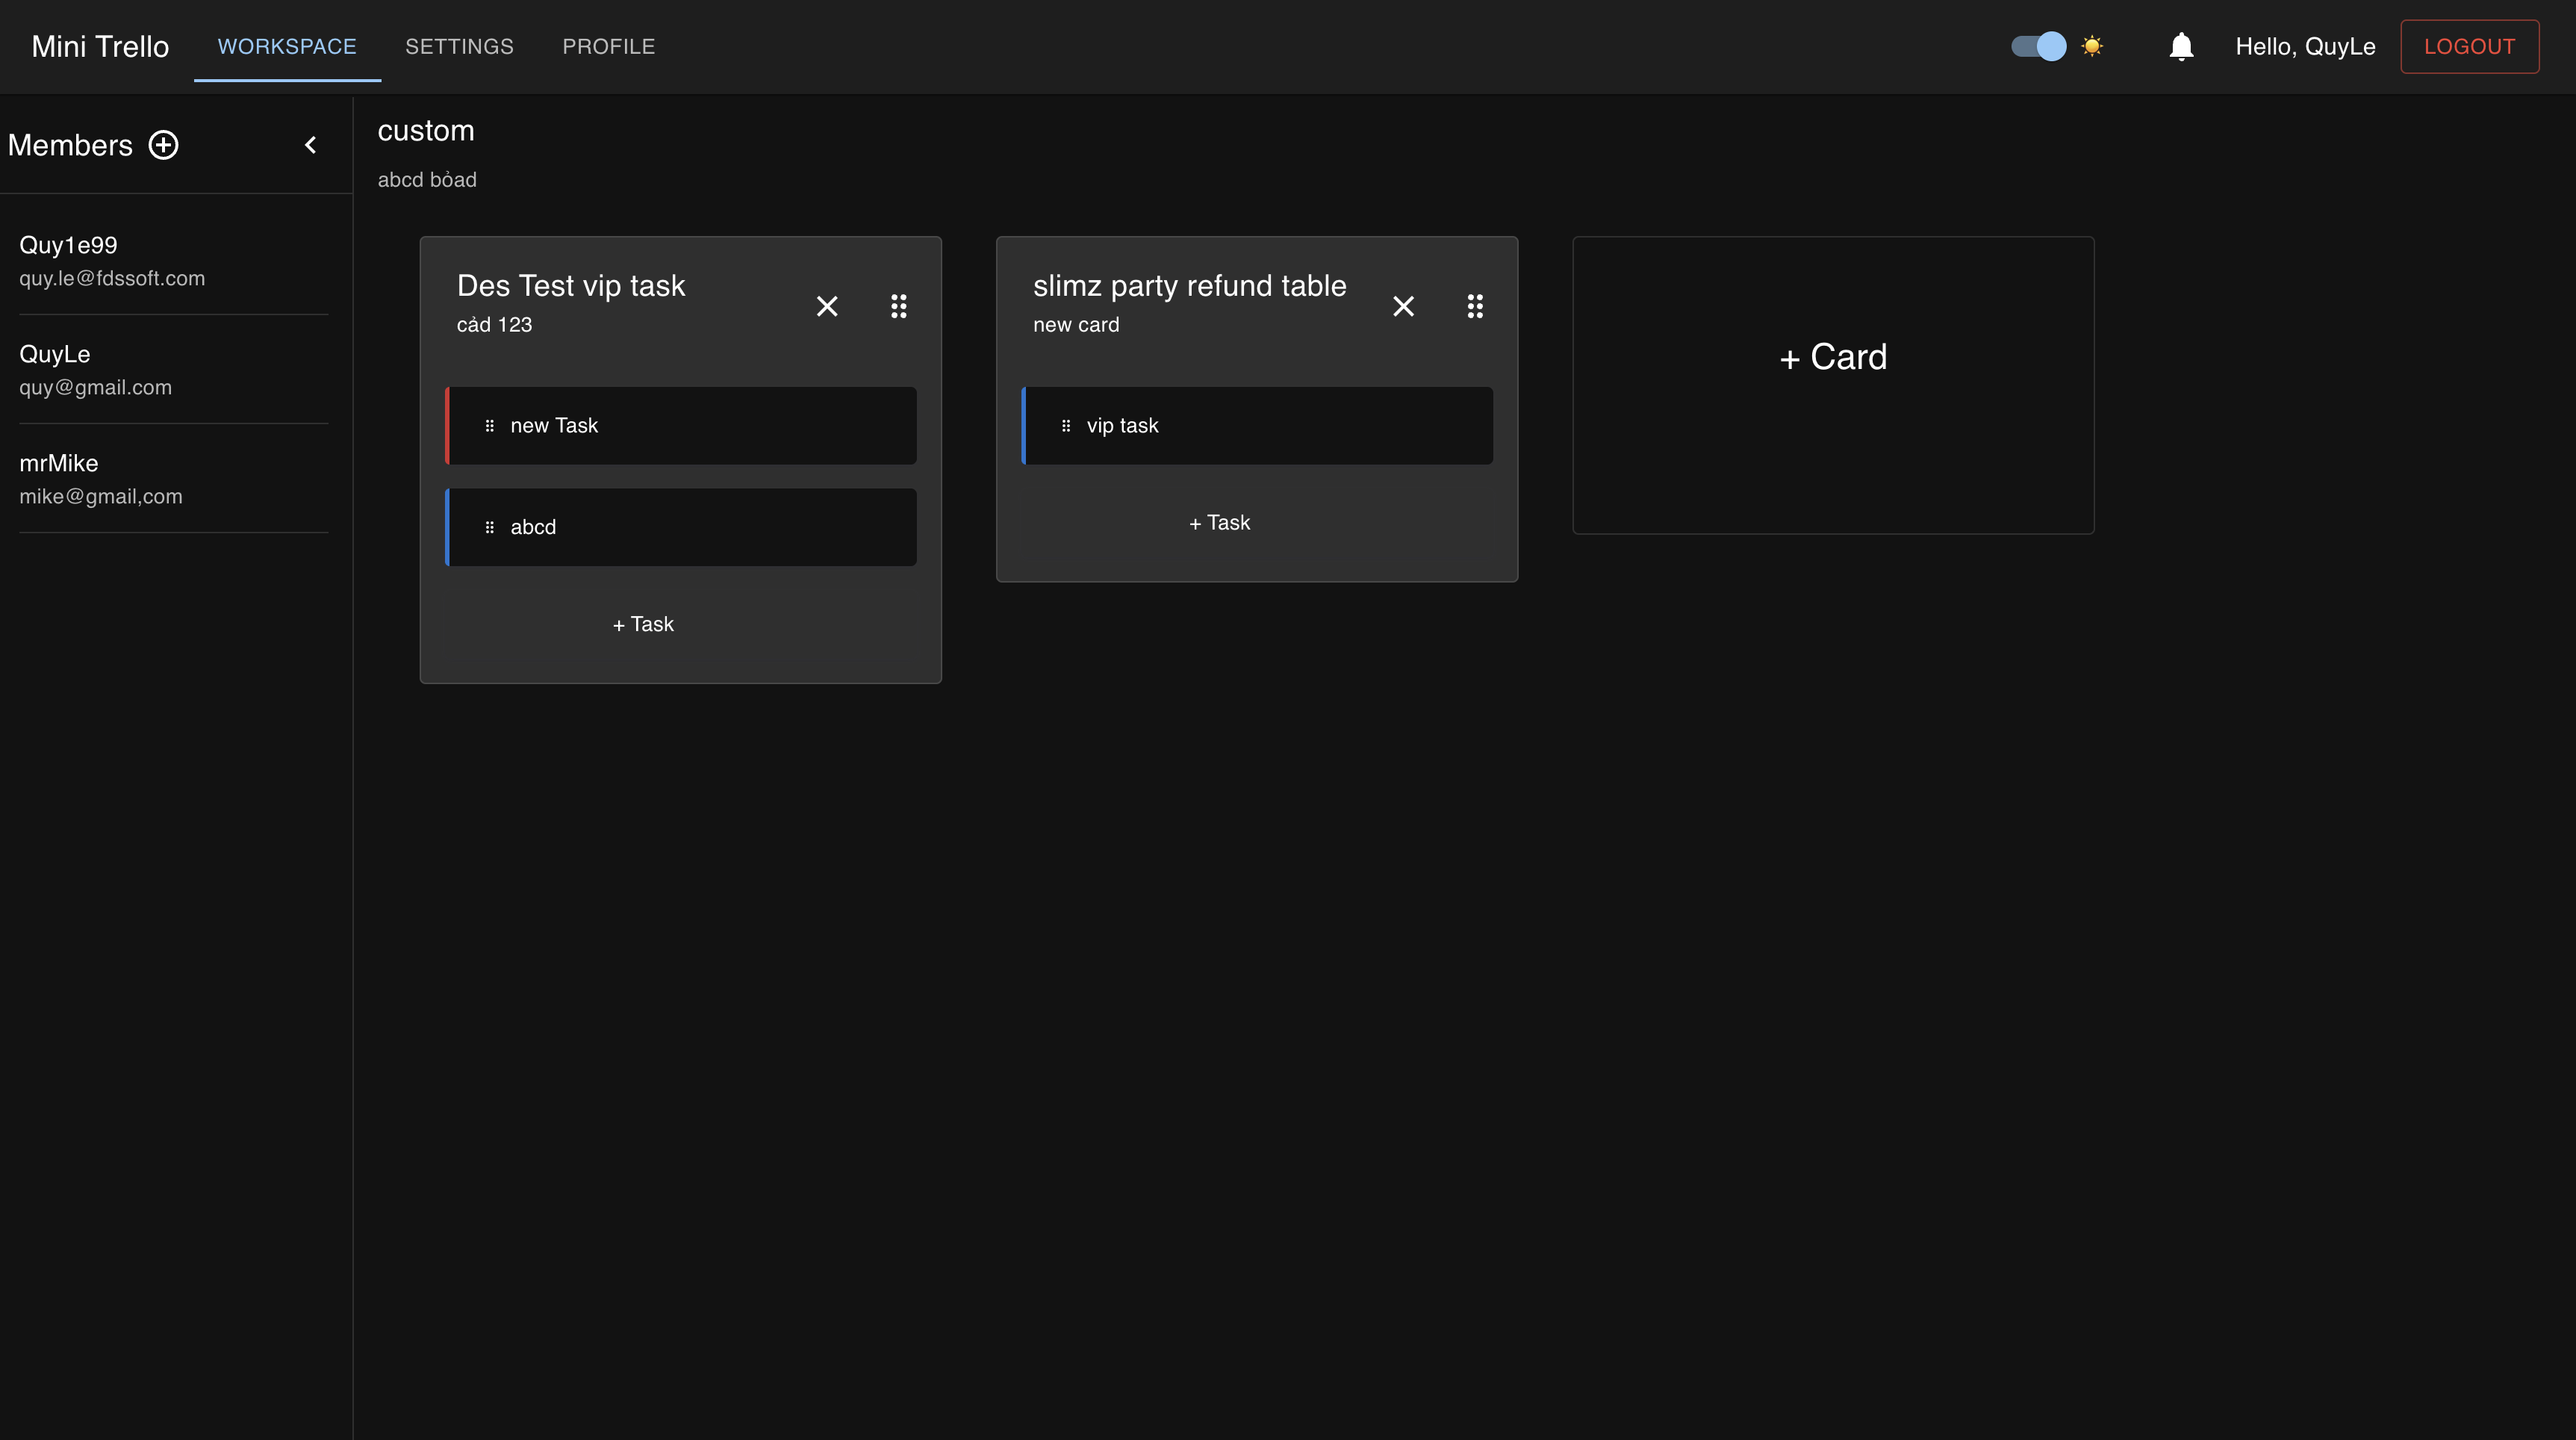 Mini Trello WORKSPACE SETTINGS PROFILE Hello, QuyLe LOGOUT
Members
Quy1e99
quy.le@fdssoft.com
QuyLe
quy@gmail.com
mrMike
mike@gmail,com
custom
abcd bỏad
Des Test vip task
cảd 123
new Task
abcd
+ Task
slimz party refund table
new card
vip task
+ Task
+ Card